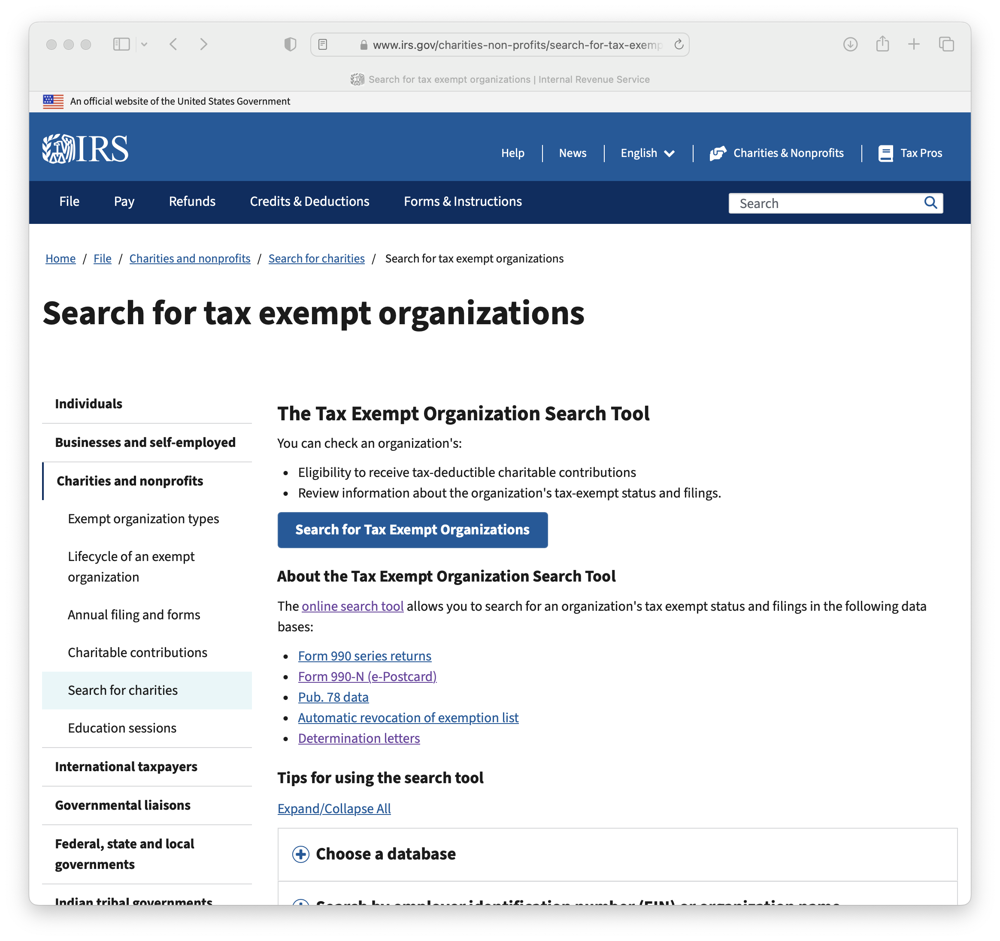 www.irs.gov/charities-non-profits/search-for-tax-exemp
Search for tax exempt organizations | Internal Revenue Service
An official website of the United States Government
IRS
Help
News
English
Charities & Nonprofits
Tax Pros
File
Pay
Refunds
Credits & Deductions
Forms & Instructions
Search
Home / File / Charities and nonprofits / Search for charities / Search for tax exempt organizations
Search for tax exempt organizations
Individuals
Businesses and self-employed
Charities and nonprofits
Exempt organization types
Lifecycle of an exempt
organization
Annual filing and forms
Charitable contributions
Search for charities
Education sessions
International taxpayers
Governmental liaisons
Federal, state and local
governments
Indian tribal governments
The Tax Exempt Organization Search Tool
You can check an organization's:
• Eligibility to receive tax-deductible charitable contributions
• Review information about the organization's tax-exempt status and filings.
Search for Tax Exempt Organizations
About the Tax Exempt Organization Search Tool
The online search tool allows you to search for an organization's tax exempt status and filings in the following data
bases:
• Form 990 series returns
• Form 990-N (e-Postcard)
• Pub. 78 data
• Automatic revocation of exemption list
• Determination letters
Tips for using the search tool
Expand/Collapse All
Choose a database
Search by employer identification number (EIN) or organization name